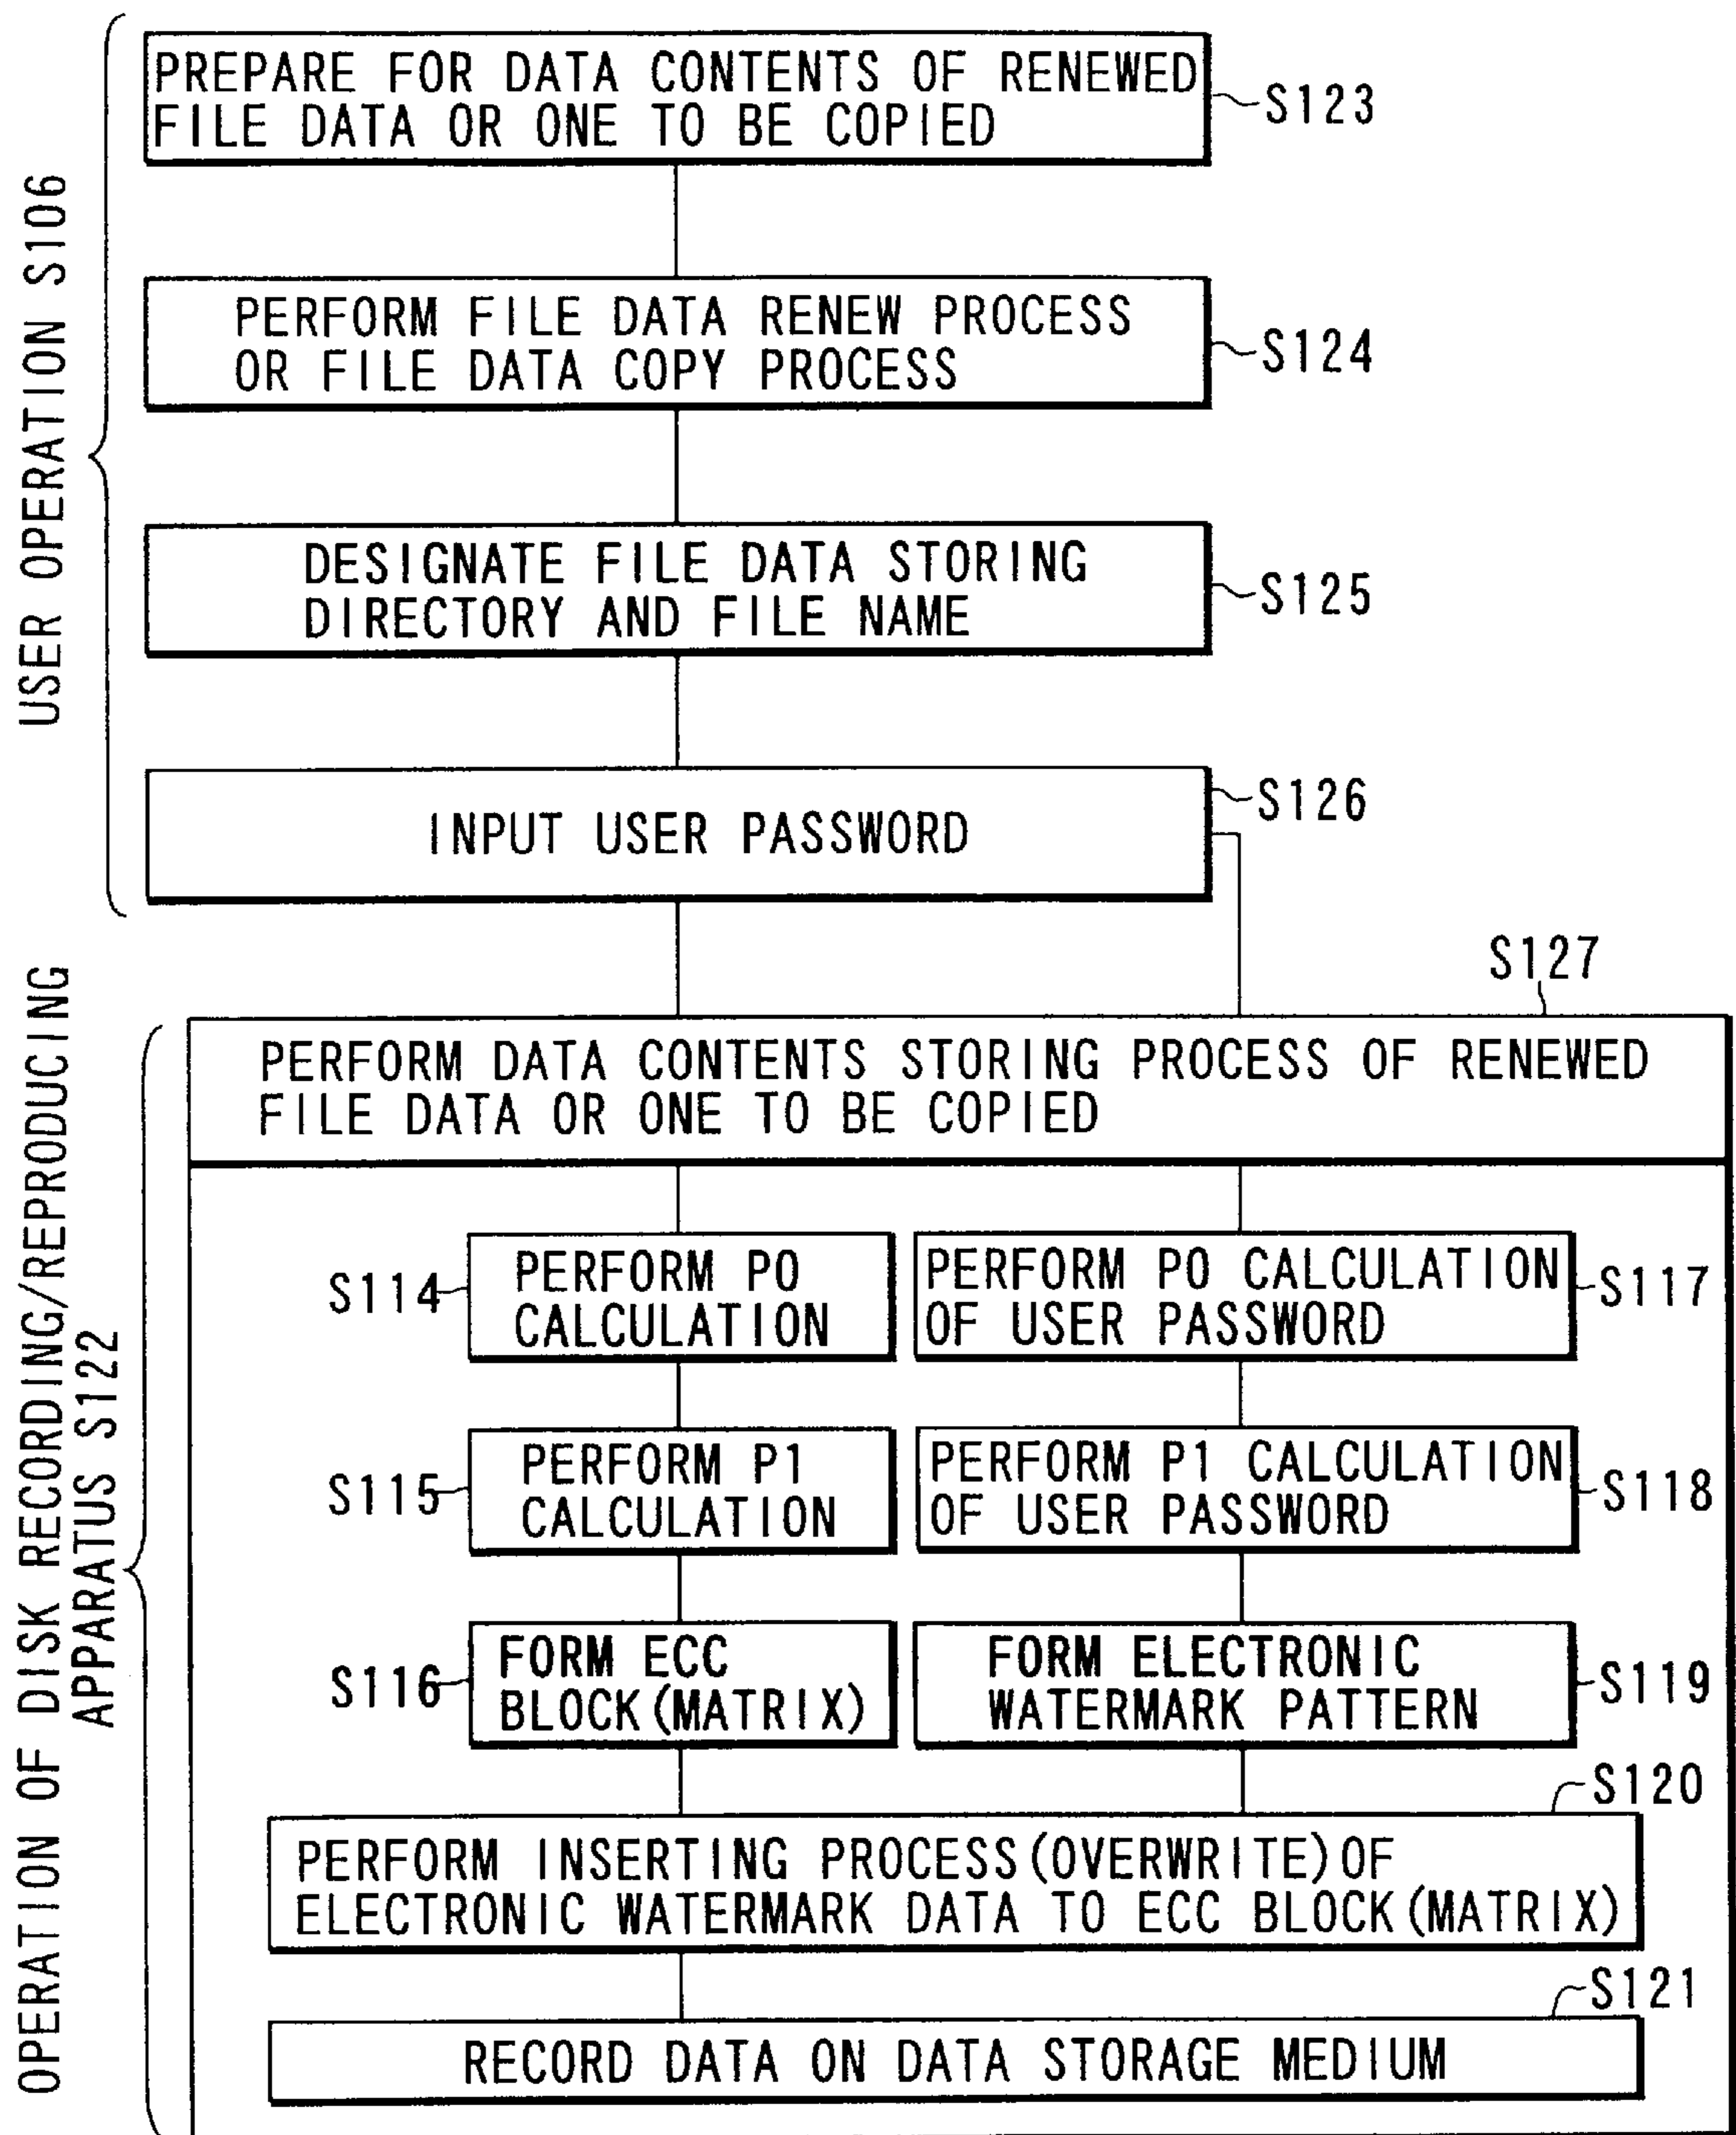 USER OPERATION S106
PREPARE FOR DATA CONTENTS OF RENEWED
FILE DATA OR ONE TO BE COPIED
S123
PERFORM FILE DATA RENEW PROCESS
OR FILE DATA COPY PROCESS
S124
DESIGNATE FILE DATA STORING
DIRECTORY AND FILE NAME
S125
INPUT USER PASSWORD
S126
OPERATION OF DISK RECORDING/REPRODUCING
APPARATUS S122
S127
PERFORM DATA CONTENTS STORING PROCESS OF RENEWED
FILE DATA OR ONE TO BE COPIED
S114
PERFORM PO
CALCULATION
PERFORM PO CALCULATION
OF USER PASSWORD
S117
S115
PERFORM P1
CALCULATION
PERFORM P1 CALCULATION
OF USER PASSWORD
S118
S116
FORM ECC
BLOCK(MATRIX)
FORM ELECTRONIC
WATERMARK PATTERN
S119
S120
PERFORM INSERTING PROCESS(OVERWRITE)OF
ELECTRONIC WATERMARK DATA TO ECC BLOCK(MATRIX)
S121
RECORD DATA ON DATA STORAGE MEDIUM